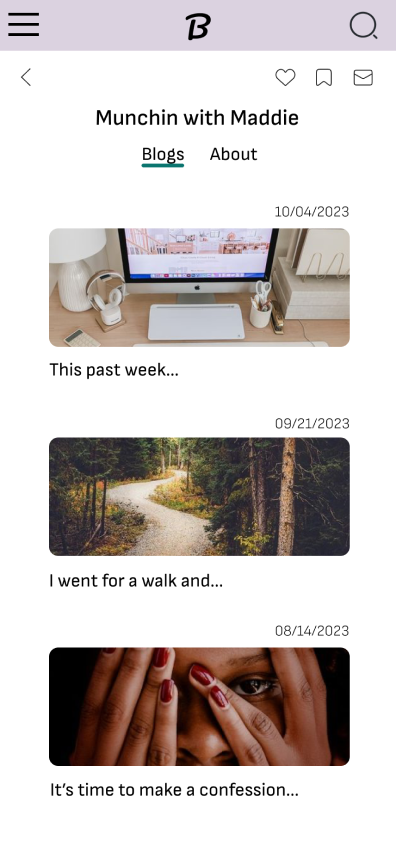 B
Munchin with Maddie
Blogs About
10/04/2023
This past week...
09/21/2023
I went for a walk and...
08/14/2023
It's time to make a confession...